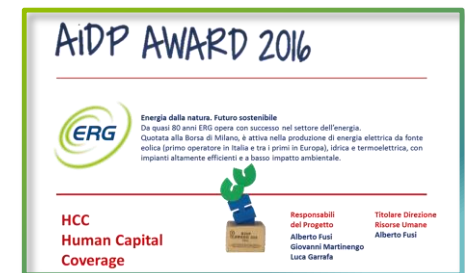 AiDP AWARD 2016
ERG
Energia dalla natura. Futuro sostenibile
Da quasi 80 anni ERG opera con successo nel settore dell'energia.
Quotata alla Borsa di Milano, è attiva nella produzione di energia elettrica da fonte
eolica (primo operatore in Italia e tra i primi in Europa), idrica e termoelettrica, con
impianti altamente efficienti e a basso impatto ambientale.
HCC
Human Capital
Coverage
Responsabili
del Progetto
Alberto Fusi
Giovanni Martinengo
Luca Garrafa
Titolare Direzione
Risorse Umane
Alberto Fusi